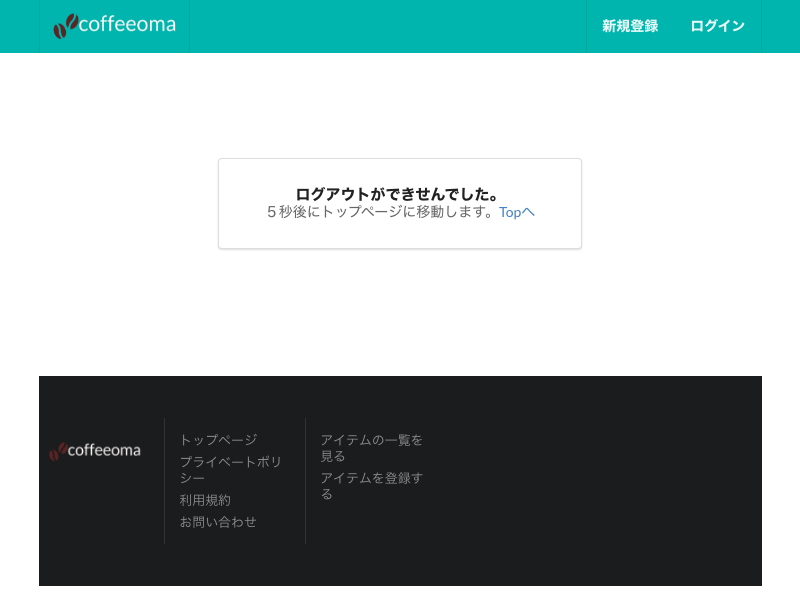 coffeeoma
新規登録
ログイン
ログアウトができせんでした。
５秒後にトップページに移動します。Topへ
coffeeoma
トップページ
プライベートポリ
シー
利用規約
お問い合わせ
アイテムの一覧を
見る
アイテムを登録す
る